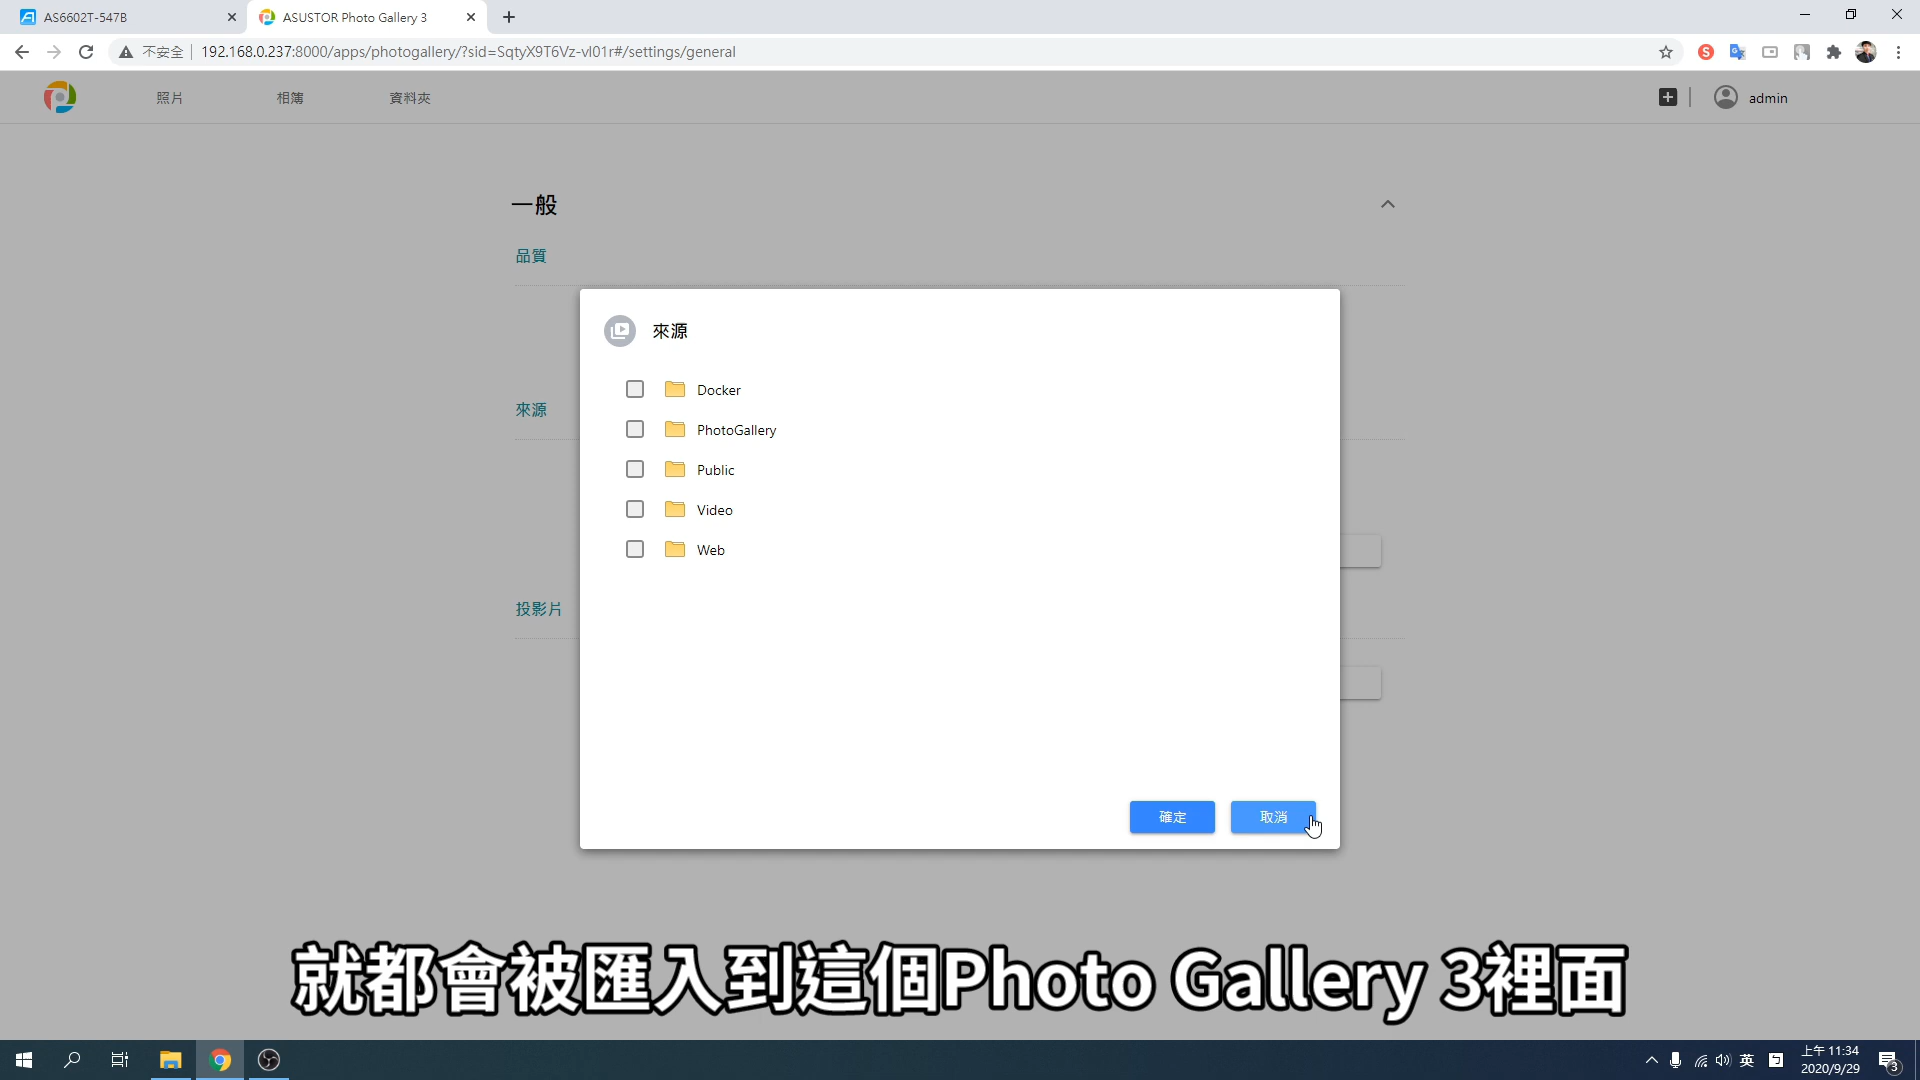 AS6602T-547B
ASUSTOR Photo Gallery 3
不安全
192.168.0.237:8000/apps/photogallery/?sid=SqtyX9T6Vz-vl01r#/settings/general
照片
相簿
資料夾
admin
一般
品質
來源
Docker
PhotoGallery
Public
Video
Web
確定
取消
來源
投影片
就都會被匯入到這個Photo Gallery 3裡面
英
上午 11:34
2020/9/29
3